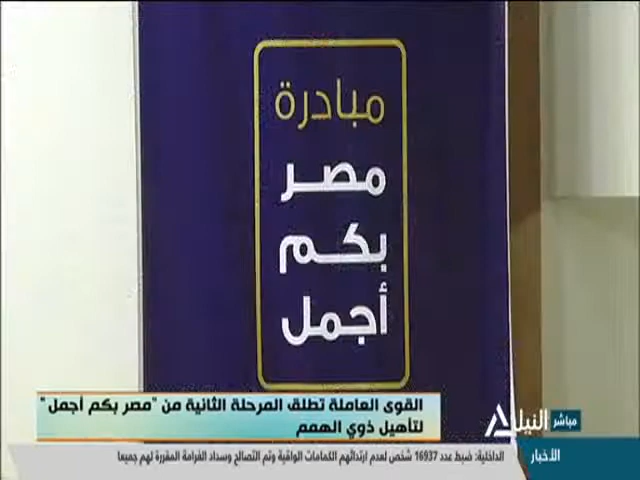 مبادرة
مصر
بكم
أجمل
القوى العاملة تطلق المرحلة الثانية من "مصر بكم أجمل"
لتأهيل ذوي الهمم
النيل مباشر
الأخبار
الداخلية: ضبط عدد 16937 شخص لعدم ارتدائهم الكمامات الواقية وتم التصالح وسداد الغرامة المقررة لهم جميعا